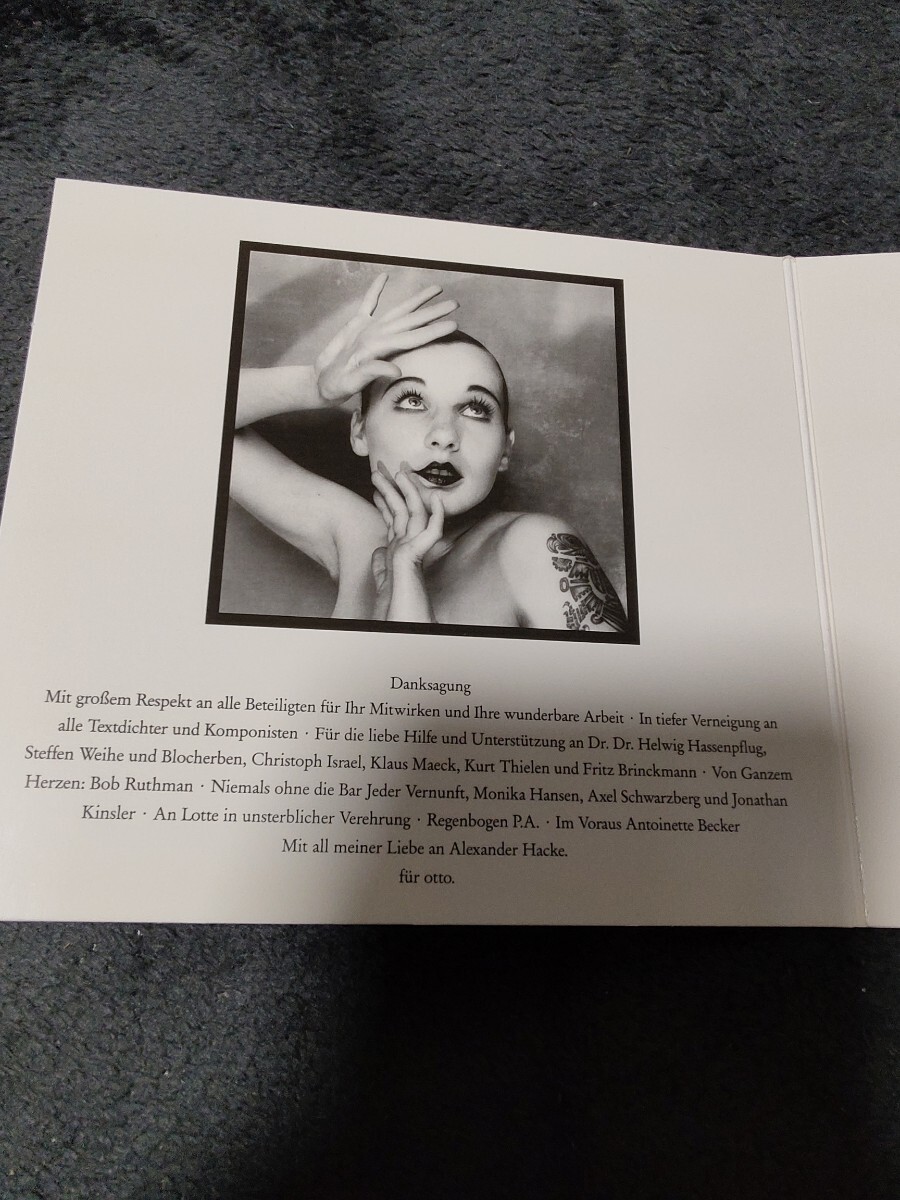 Danksagung
Mit großem Respekt an alle Beteiligten für Ihr Mitwirken und Ihre wunderbare Arbeit · In tiefer Verneigung an
alle Textdichter und Komponisten · Für die liebe Hilfe und Unterstützung an Dr. Dr. Helwig Hassenpflug,
Steffen Weihe und Blocherben, Christoph Israel, Klaus Maeck, Kurt Thielen und Fritz Brinckmann · Von Ganzem
Herzen: Bob Ruthman · Niemals ohne die Bar Jeder Vernunft, Monika Hansen, Axel Schwarzberg und Jonathan
Kinsler · An Lotte in unsterblicher Verehrung · Regenbogen P.A. · Im Voraus Antoinette Becker
Mit all meiner Liebe an Alexander Hacke.
für otto.